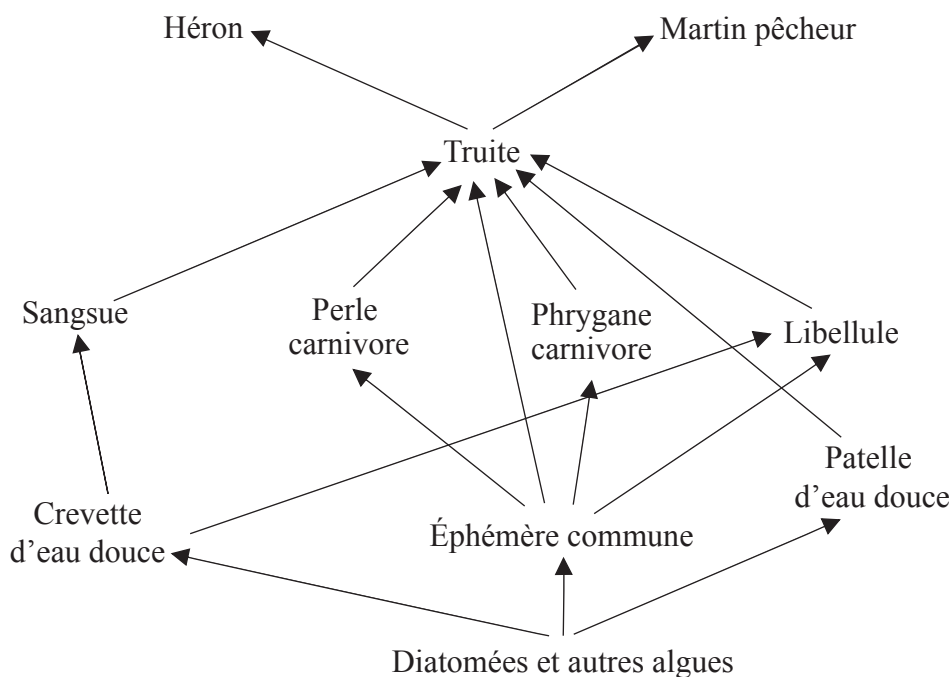 Héron
Martin pêcheur
Truite
Sangsue
Perle
carnivore
Phrygane
carnivore
Libellule
Patelle
d'eau douce
Crevette
d'eau douce
Éphémère commune
Diatomées et autres algues